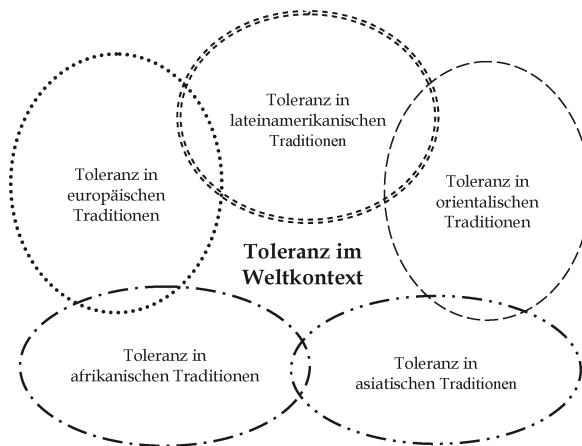 Toleranz in
lateinamerikanischen
Traditionen
Toleranz in
europäischen
Traditionen
Toleranz in
orientalischen
Traditionen
Toleranz im
Weltkontext
Toleranz in
afrikanischen Traditionen
Toleranz in
asiatischen Traditionen